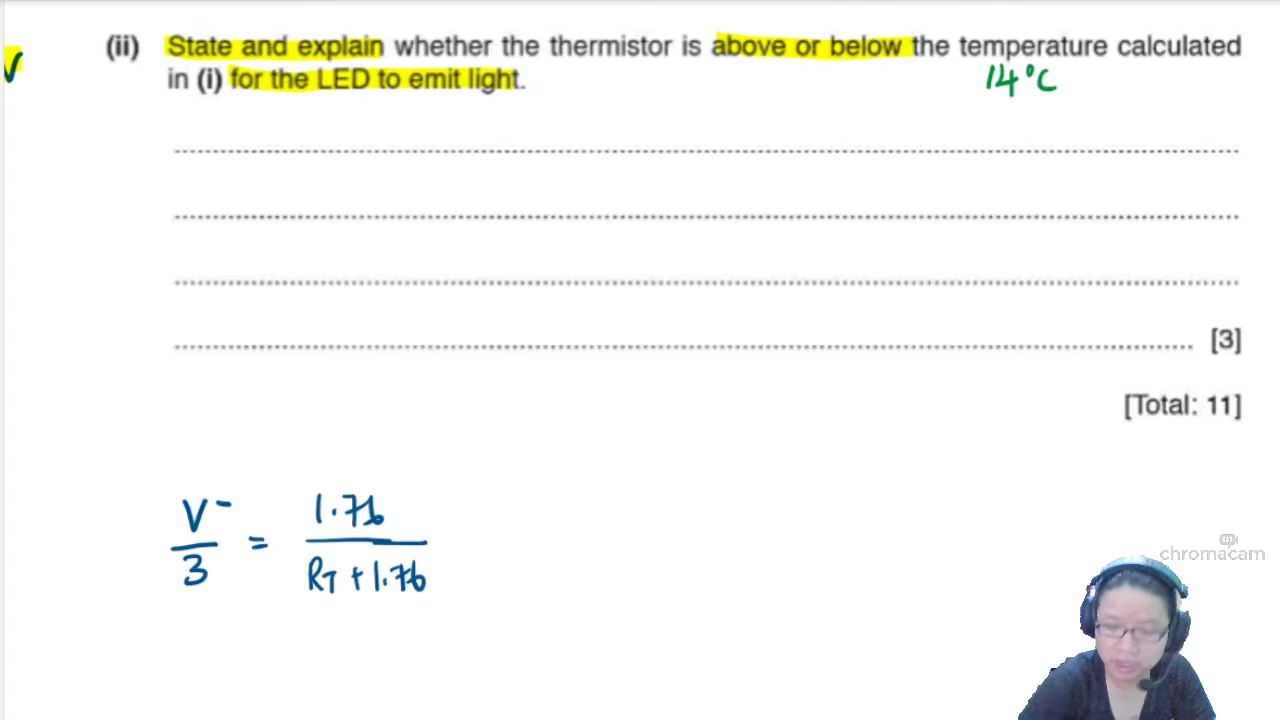 (ii) State and explain whether the thermistor is above or below the temperature calculated
in (i) for the LED to emit light.
14°C
V
[3]
[Total: 11]
V⁻/3 = 1.76/(RT + 1.76)
chromacam